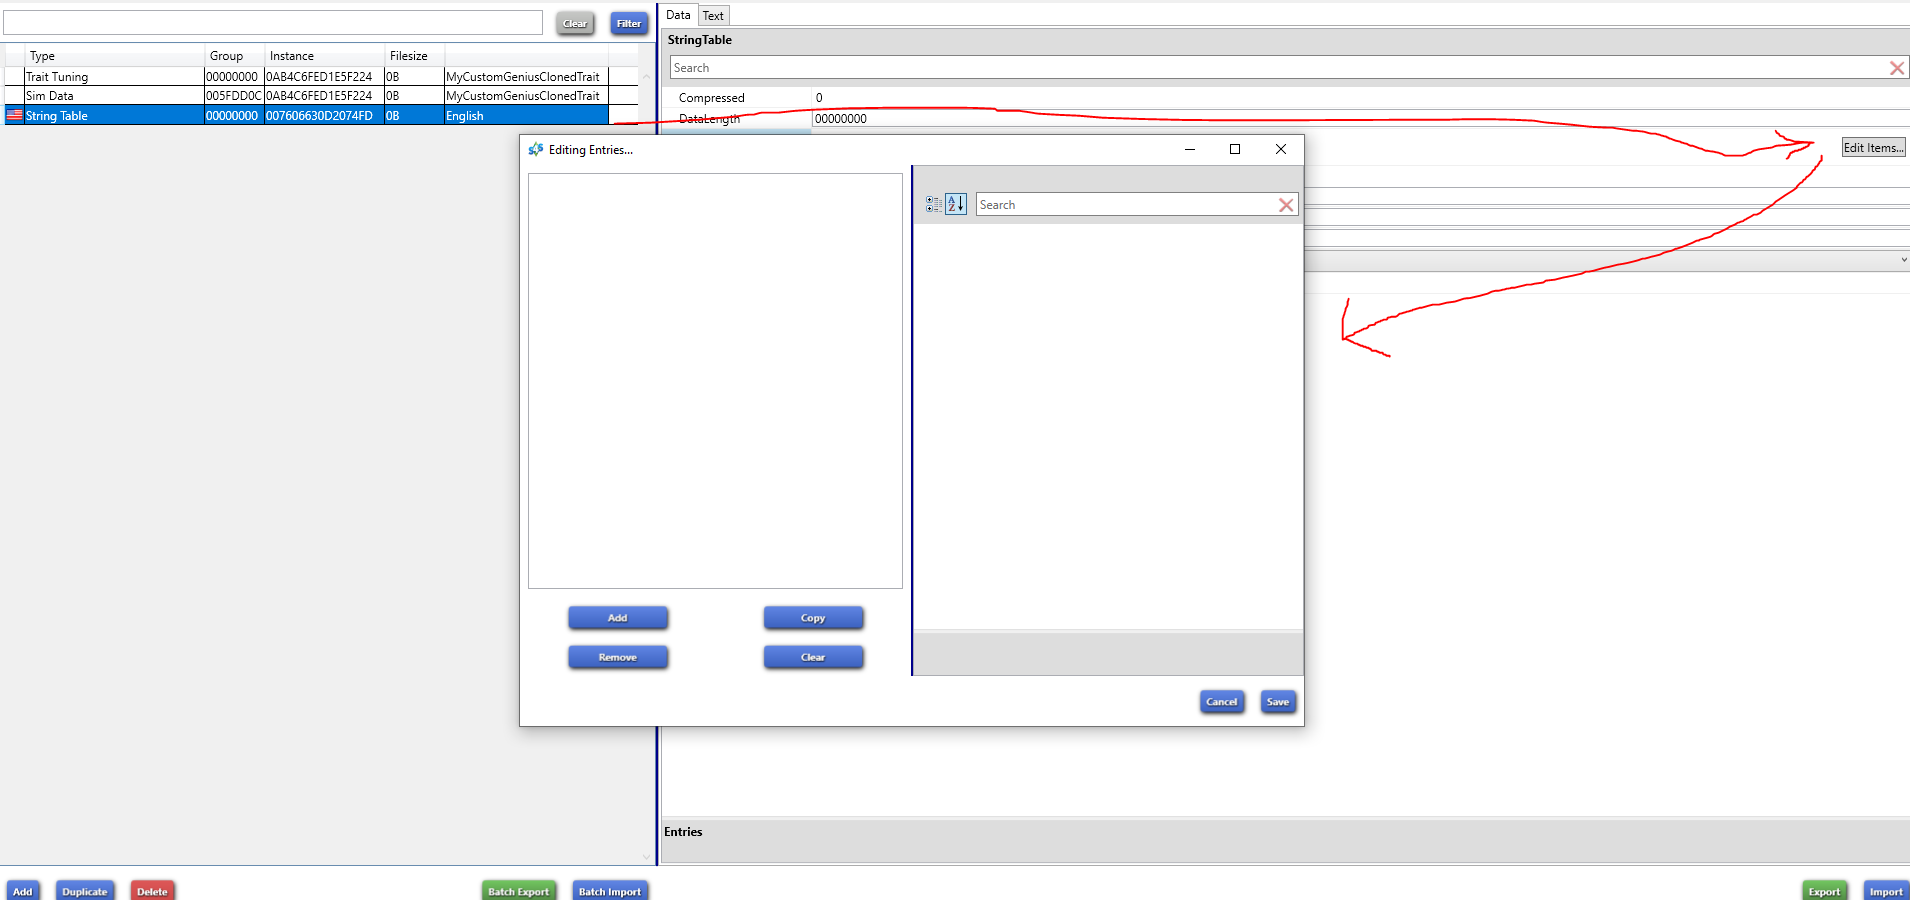 Clear Filter
Data Text
StringTable
Type Group Instance Filesize
Search
Trait Tuning 00000000 0AB4C6FED1E5F224 0B MyCustomGeniusClonedTrait
Sim Data 005FDD0C 0AB4C6FED1E5F224 0B MyCustomGeniusClonedTrait
String Table 00000000 007606630D2074FD 0B English
Compressed 0
DataLength 00000000
Edit Items...
Editing Entries...
Search
Add Copy
Remove Clear
Cancel Save
Entries
Add Duplicate Delete Batch Export Batch Import Export Import